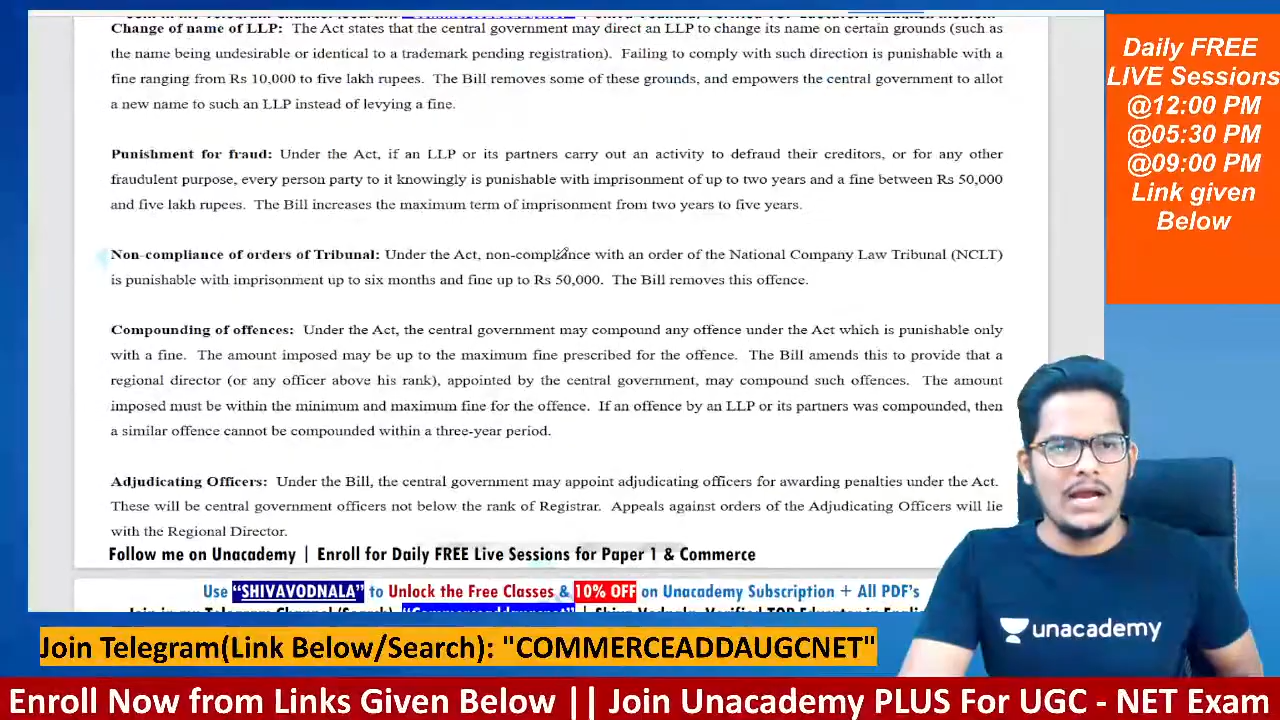 Change of name of LLP: The Act states that the central government may direct an LLP to change its name on certain grounds (such as
the name being undesirable or identical to a trademark pending registration). Failing to comply with such direction is punishable with a
fine ranging from Rs 10,000 to five lakh rupees. The Bill removes some of these grounds, and empowers the central government to allot
a new name to such an LLP instead of levying a fine.
Punishment for fraud: Under the Act, if an LLP or its partners carry out an activity to defraud their creditors, or for any other
fraudulent purpose, every person party to it knowingly is punishable with imprisonment of up to two years and a fine between Rs 50,000
and five lakh rupees. The Bill increases the maximum term of imprisonment from two years to five years.
Non-compliance of orders of Tribunal: Under the Act, non-compliance with an order of the National Company Law Tribunal (NCLT)
is punishable with imprisonment up to six months and fine up to Rs 50,000. The Bill removes this offence.
Compounding of offences: Under the Act, the central government may compound any offence under the Act which is punishable only
with a fine. The amount imposed may be up to the maximum fine prescribed for the offence. The Bill amends this to provide that a
regional director (or any officer above his rank), appointed by the central government, may compound such offences. The amount
imposed must be within the minimum and maximum fine for the offence. If an offence by an LLP or its partners was compounded, then
a similar offence cannot be compounded within a three-year period.
Adjudicating Officers: Under the Bill, the central government may appoint adjudicating officers for awarding penalties under the Act.
These will be central government officers not below the rank of Registrar. Appeals against orders of the Adjudicating Officers will lie
with the Regional Director.
Follow me on Unacademy | Enroll for Daily FREE Live Sessions for Paper 1 & Commerce
Use "SHIVAVODNALA" to Unlock the Free Classes & 10% OFF on Unacademy Subscription + All PDF's
Daily FREE
LIVE Sessions
@12:00 PM
@05:30 PM
@09:00 PM
Link given
Below
unacademy
Join Telegram(Link Below/Search): "COMMERCEADDAUGCNET"
Enroll Now from Links Given Below || Join Unacademy PLUS For UGC - NET Exam